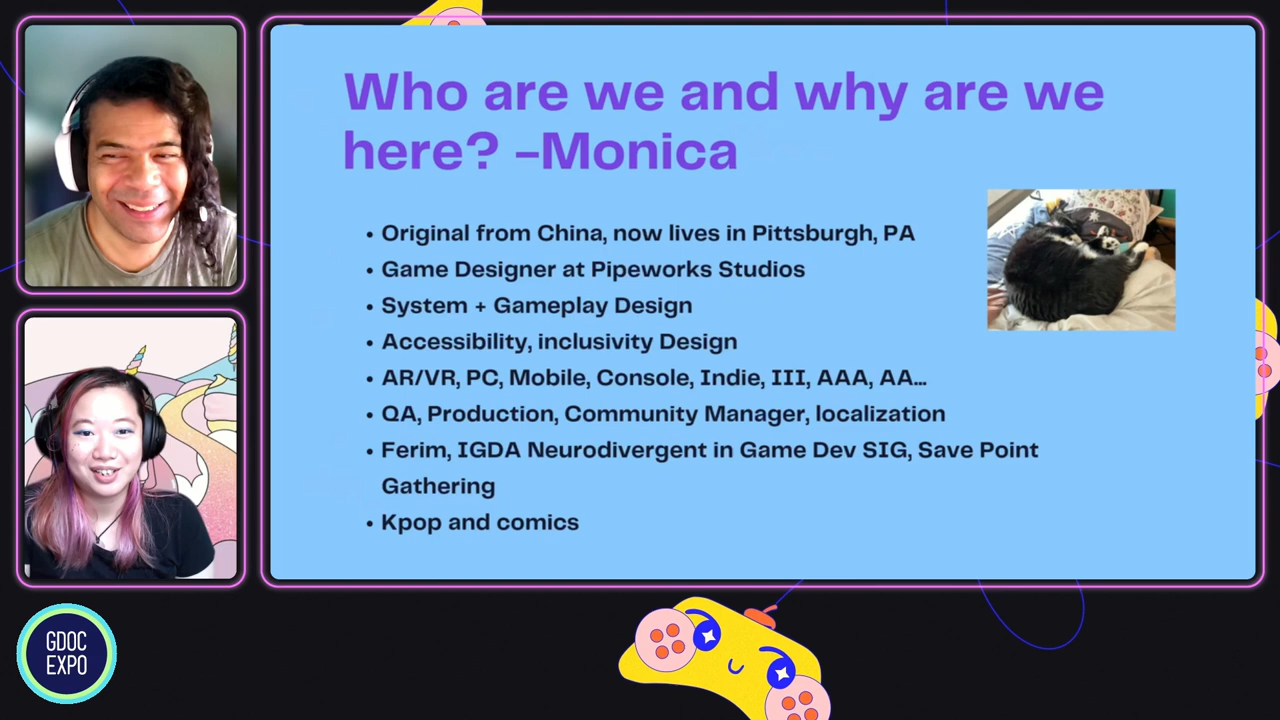 Who are we and why are we
here? –Monica
• Original from China, now lives in Pittsburgh, PA
• Game Designer at Pipeworks Studios
• System + Gameplay Design
• Accessibility, inclusivity Design
• AR/VR, PC, Mobile, Console, Indie, III, AAA, AA...
• QA, Production, Community Manager, localization
• Ferim, IGDA Neurodivergent in Game Dev SIG, Save Point
Gathering
• Kpop and comics
GDOC
EXPO